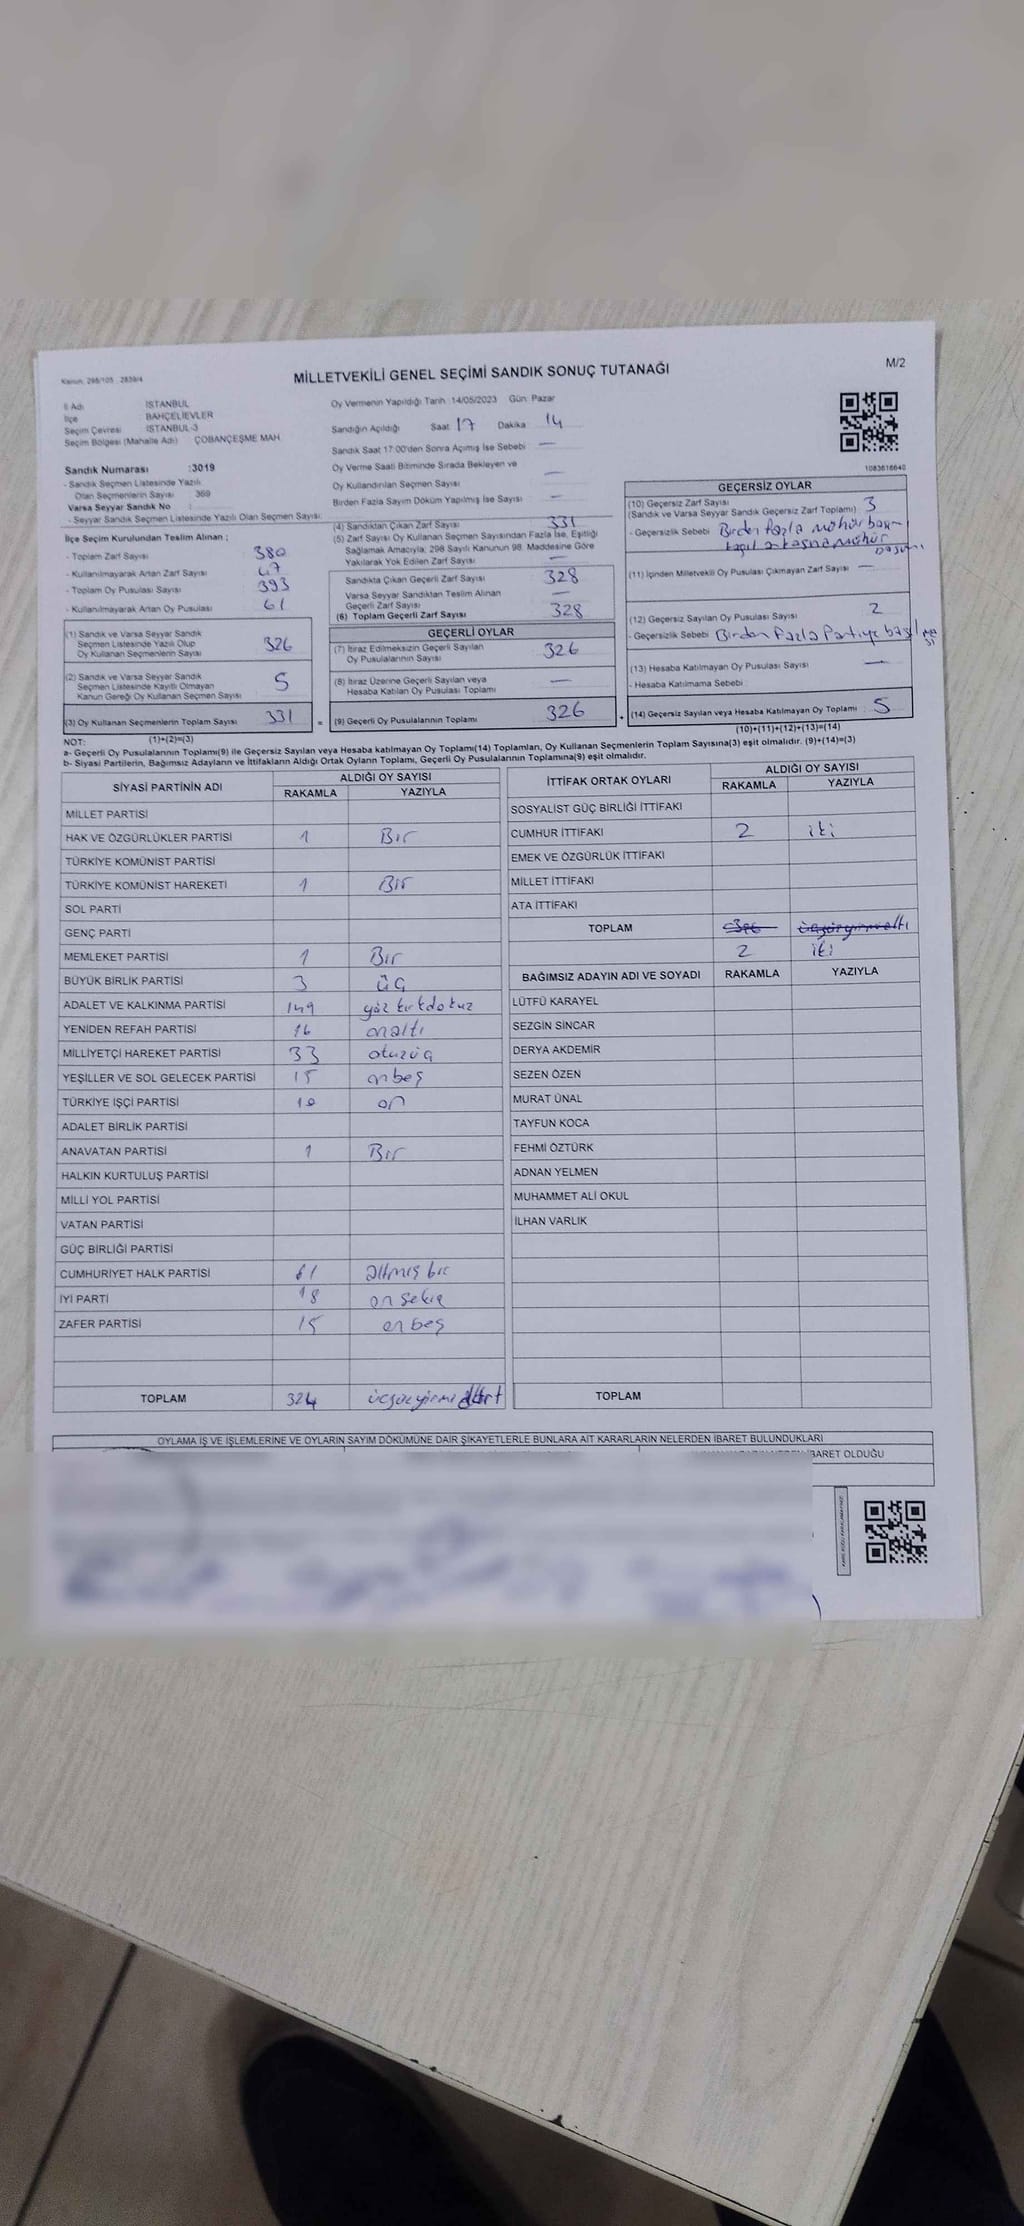 Kanun: 298/105 - 2839/4
MİLLETVEKİLİ GENEL SEÇİMİ SANDIK SONUÇ TUTANAĞI
M/2
İl Adı : İSTANBUL
İlçe : BAHÇELİEVLER
Seçim Çevresi : İSTANBUL-3
Seçim Bölgesi (Mahalle Adı) : ÇOBANÇEŞME MAH
Sandık Numarası :3019
- Sandık Seçmen Listesinde Yazılı
Olan Seçmenlerin Sayısı : 369
Varsa Seyyar Sandık No :
- Seyyar Sandık Seçmen Listesinde Yazılı Olan Seçmen Sayısı:
İlçe Seçim Kurulundan Teslim Alınan ;
- Toplam Zarf Sayısı : 380
- Kullanılmayarak Artan Zarf Sayısı : 47
- Toplam Oy Pusulası Sayısı : 393
- Kullanılmayarak Artan Oy Pusulası : 61
(1) Sandık ve Varsa Seyyar Sandık
Seçmen Listesinde Yazılı Olup
Oy Kullanan Seçmenlerin Sayısı 326
(2) Sandık ve Varsa Seyyar Sandık
Seçmen Listesinde Kayıtlı Olmayan
Kanun Gereği Oy Kullanan Seçmen Sayısı 5
(3) Oy Kullanan Seçmenlerin Toplam Sayısı 331 =
Oy Vermenin Yapıldığı Tarih :14/05/2023 Gün: Pazar
Sandığın Açıldığı Saat 17 Dakika 14
Sandık Saat 17:00'den Sonra Açmış İse Sebebi —
Oy Verme Saati Bitiminde Sırada Bekleyen ve
Oy Kullandırılan Seçmen Sayısı —
Birden Fazla Sayım Döküm Yapılmış İse Sayısı —
(4) Sandıktan Çıkan Zarf Sayısı 331
(5) Zarf Sayısı Oy Kullanan Seçmen Sayısından Fazla İse, Eşitliği
Sağlamak Amacıyla; 298 Sayılı Kanunun 98. Maddesine Göre
Yakılarak Yok Edilen Zarf Sayısı —
Sandıkta Çıkan Geçerli Zarf Sayısı 328
Varsa Seyyar Sandıktan Teslim Alınan
Geçerli Zarf Sayısı —
(6) Toplam Geçerli Zarf Sayısı 328
GEÇERLİ OYLAR
(7) İtiraz Edilmeksizin Geçerli Sayılan
Oy Pusulalarının Sayısı 326
(8) İtiraz Üzerine Geçerli Sayılan veya
Hesaba Katılan Oy Pusulası Toplamı —
(9) Geçerli Oy Pusulalarının Toplamı 326 +
1083616640
GEÇERSİZ OYLAR
(10) Geçersiz Zarf Sayısı 3
(Sandık ve Varsa Seyyar Sandık Geçersiz Zarf Toplamı)
- Geçersizlik Sebebi : Birden fazla mühür
(11) İçinden Milletvekili Oy Pusulası Çıkmayan Zarf Sayısı —
(12) Geçersiz Sayılan Oy Pusulası Sayısı 2
- Geçersizlik Sebebi : Birden Fazla Partiye
(13) Hesaba Katılmayan Oy Pusulası Sayısı —
- Hesaba Katılmama Sebebi :
(14) Geçersiz Sayılan veya Hesaba Katılmayan Oy Toplamı : 5
NOT: (1)+(2)=(3)
(10)+(11)+(12)+(13)=(14)
a- Geçerli Oy Pusulalarının Toplamı(9) ile Geçersiz Sayılan veya Hesaba katılmayan Oy Toplamı(14) Toplamları, Oy Kullanan Seçmenlerin Toplam Sayısına(3) eşit olmalıdır. (9)+(14)=(3)
b- Siyasi Partilerin, Bağımsız Adayların ve İttifakların Aldığı Ortak Oyların Toplamı, Geçerli Oy Pusulalarının Toplamına(9) eşit olmalıdır.
SİYASİ PARTİNİN ADI
ALDIĞI OY SAYISI
RAKAMLA YAZIYLA
MİLLET PARTİSİ
HAK VE ÖZGÜRLÜKLER PARTİSİ 1 Bir
TÜRKİYE KOMÜNİST PARTİSİ
TÜRKİYE KOMÜNİST HAREKETİ 1 Bir
SOL PARTİ
GENÇ PARTİ
MEMLEKET PARTİSİ 1 Bir
BÜYÜK BİRLİK PARTİSİ 3 üç
ADALET VE KALKINMA PARTİSİ 149 yüz kırkdokuz
YENİDEN REFAH PARTİSİ 16 onaltı
MİLLİYETÇİ HAREKET PARTİSİ 33 otuzüç
YEŞİLLER VE SOL GELECEK PARTİSİ 15 onbeş
TÜRKİYE İŞÇİ PARTİSİ 10 on
ADALET BİRLİK PARTİSİ
ANAVATAN PARTİSİ 1 Bir
HALKIN KURTULUŞ PARTİSİ
MİLLİ YOL PARTİSİ
VATAN PARTİSİ
GÜÇ BİRLİĞİ PARTİSİ
CUMHURİYET HALK PARTİSİ 61 altmış bir
İYİ PARTİ 18 on sekiz
ZAFER PARTİSİ 15 onbeş
TOPLAM 324 üçyüzyirmi dört
İTTİFAK ORTAK OYLARI
ALDIĞI OY SAYISI
RAKAMLA YAZIYLA
SOSYALİST GÜÇ BİRLİĞİ İTTİFAKI
CUMHUR İTTİFAKI 2 iki
EMEK VE ÖZGÜRLÜK İTTİFAKI
MİLLET İTTİFAKI
ATA İTTİFAKI
TOPLAM 326 üçyüzyirmialtı
2 iki
BAĞIMSIZ ADAYIN ADI VE SOYADI RAKAMLA YAZIYLA
LÜTFÜ KARAYEL
SEZGİN SİNCAR
DERYA AKDEMİR
SEZEN ÖZEN
MURAT ÜNAL
TAYFUN KOCA
FEHMİ ÖZTÜRK
ADNAN YELMEN
MUHAMMET ALİ OKUL
İLHAN VARLIK
TOPLAM
OYLAMA İŞ VE İŞLEMLERİNE VE OYLARIN SAYIM DÖKÜMÜNE DAİR ŞİKAYETLERLE BUNLARA AİT KARARLARIN NELERDEN İBARET BULUNDUKLARI
İBARET OLDUĞU